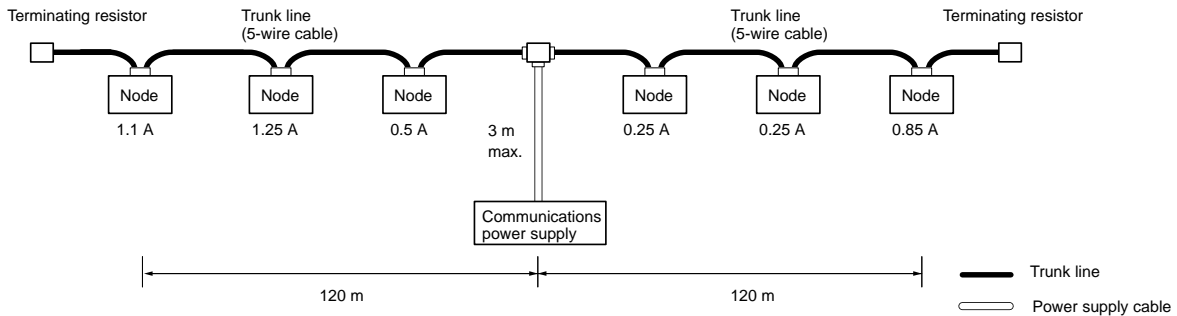 Terminating resistor
Trunk line
(5-wire cable)
Trunk line
(5-wire cable)
Terminating resistor
Node
Node
Node
Node
Node
Node
1.1 A
1.25 A
0.5 A
3 m
max.
0.25 A
0.25 A
0.85 A
Communications
power supply
120 m
120 m
Trunk line
Power supply cable